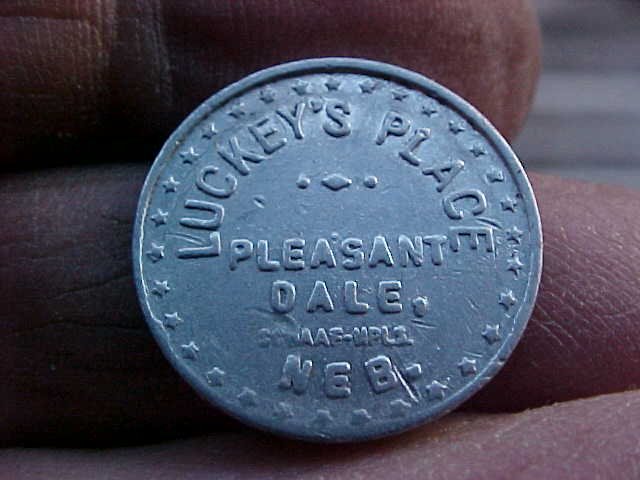 LUCKEY'S PLACE
PLEASANT
DALE,
NEB.